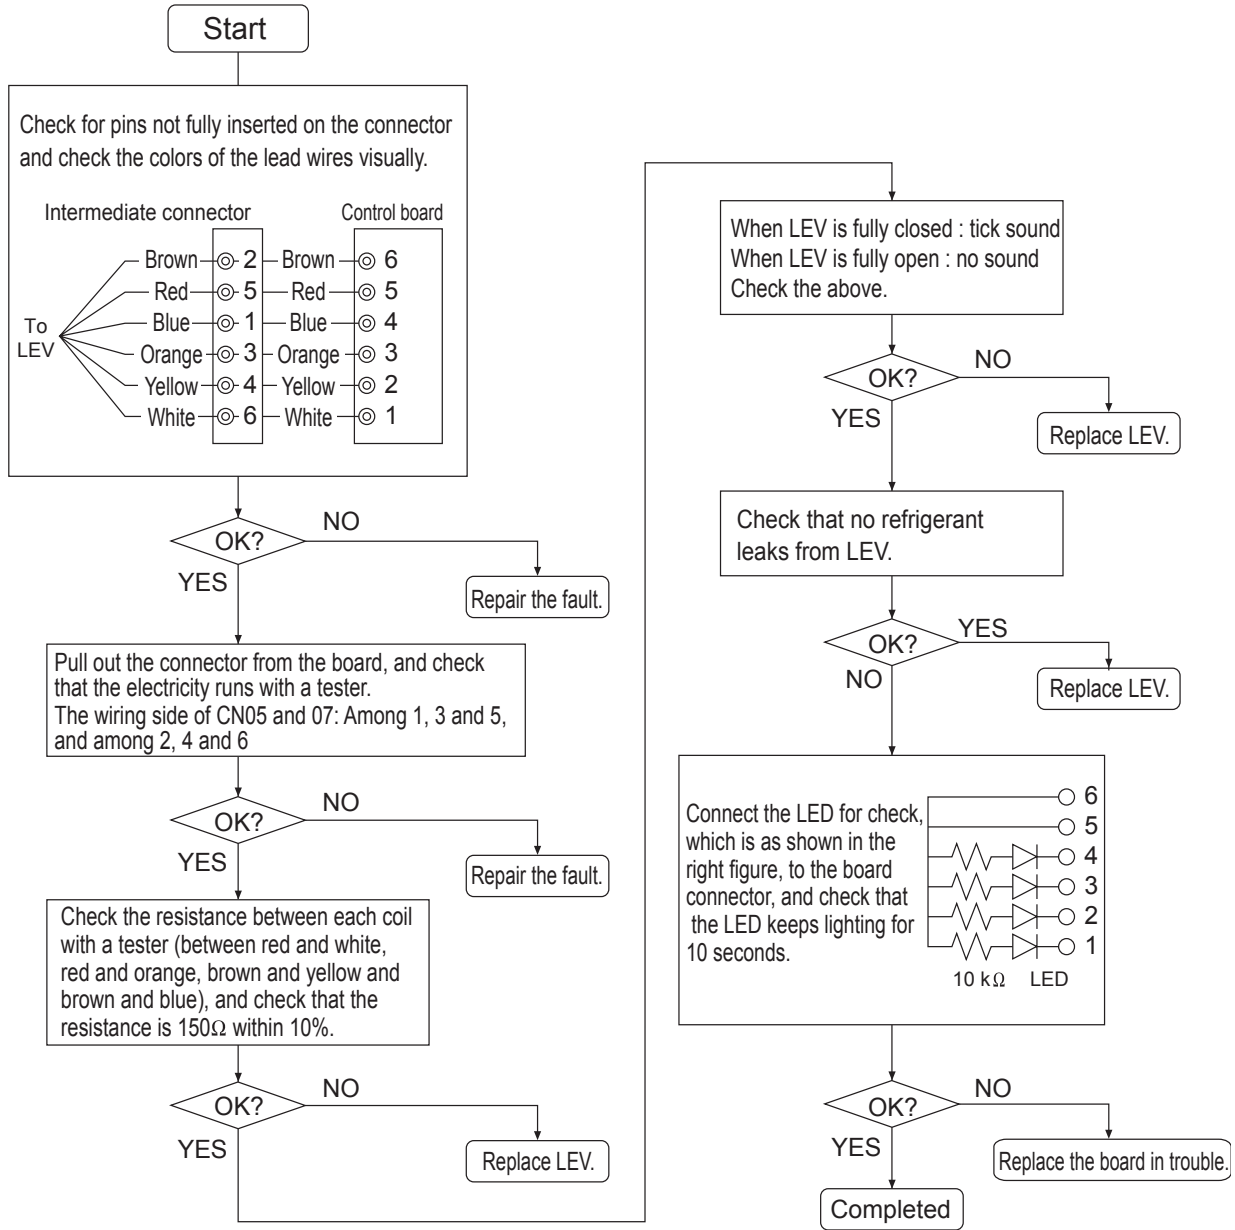 Start
Check for pins not fully inserted on the connector
and check the colors of the lead wires visually.
Intermediate connector
Control board
To
LEV
Brown 2 Brown 6
Red 5 Red 5
Blue 1 Blue 4
Orange 3 Orange 3
Yellow 4 Yellow 2
White 6 White 1
OK?
NO
YES
Repair the fault.
Pull out the connector from the board, and check
that the electricity runs with a tester.
The wiring side of CN05 and 07: Among 1, 3 and 5,
and among 2, 4 and 6
OK?
NO
YES
Repair the fault.
Check the resistance between each coil
with a tester (between red and white,
red and orange, brown and yellow and
brown and blue), and check that the
resistance is 150Ω within 10%.
OK?
NO
YES
Replace LEV.
When LEV is fully closed : tick sound
When LEV is fully open : no sound
Check the above.
OK?
NO
YES
Replace LEV.
Check that no refrigerant
leaks from LEV.
OK?
YES
NO
Replace LEV.
Connect the LED for check,
which is as shown in the
right figure, to the board
connector, and check that
the LED keeps lighting for
10 seconds.
6
5
4
3
2
1
10 kΩ LED
OK?
NO
YES
Replace the board in trouble.
Completed